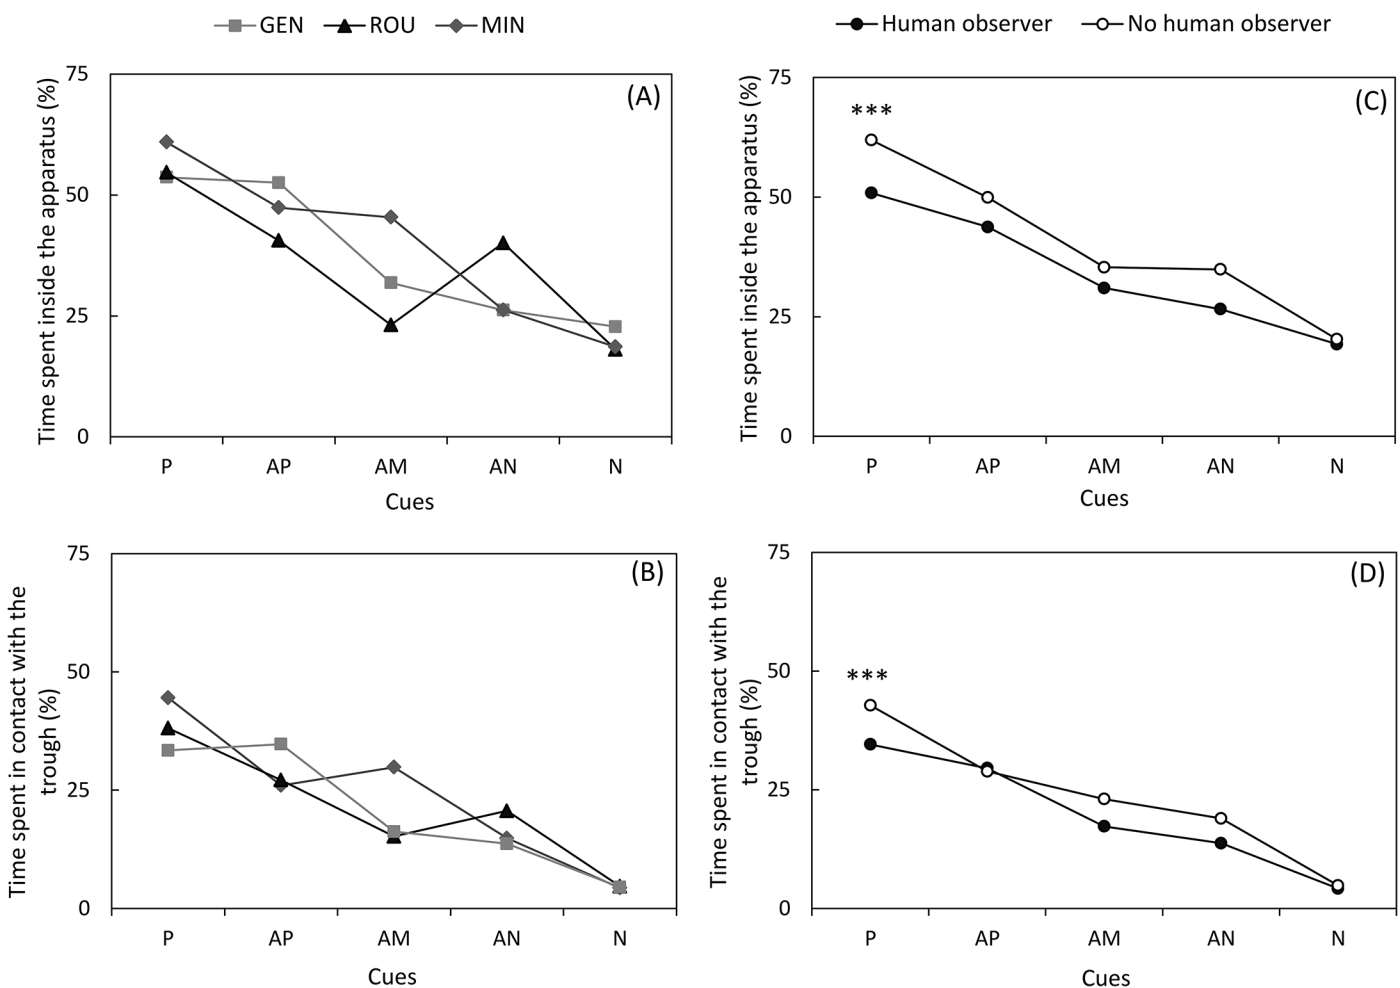 GEN ROU MIN
Human observer No human observer
(A)
Time spent inside the apparatus (%)
75
50
25
0
P AP AM AN N
Cues
(C)
***
Time spent inside the apparatus (%)
75
50
25
0
P AP AM AN N
Cues
(B)
Time spent in contact with the
trough (%)
75
50
25
0
P AP AM AN N
Cues
(D)
***
Time spent in contact with the
trough (%)
75
50
25
0
P AP AM AN N
Cues